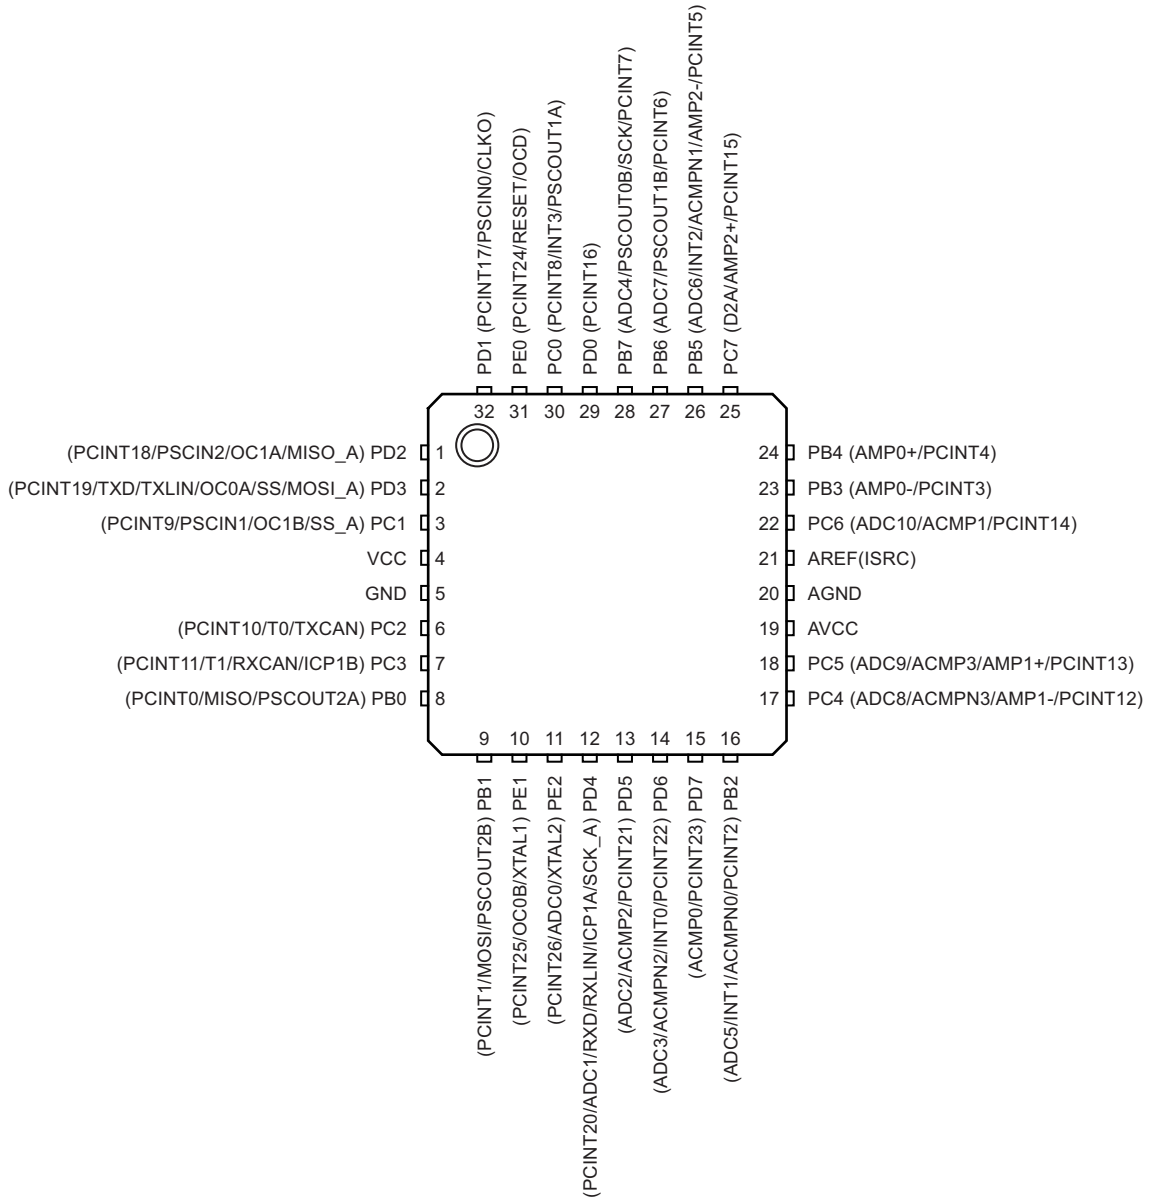 PD1 (PCINT17/PSCIN0/CLKO)
PE0 (PCINT24/RESET/OCD)
PC0 (PCINT8/INT3/PSCOUT1A)
PD0 (PCINT16)
PB7 (ADC4/PSCOUT0B/SCK/PCINT7)
PB6 (ADC7/PSCOUT1B/PCINT6)
PB5 (ADC6/INT2/ACMPN1/AMP2-/PCINT5)
PC7 (D2A/AMP2+/PCINT15)
32 31 30 29 28 27 26 25
(PCINT18/PSCIN2/OC1A/MISO_A) PD2 1
(PCINT19/TXD/TXLIN/OC0A/SS/MOSI_A) PD3 2
(PCINT9/PSCIN1/OC1B/SS_A) PC1 3
VCC 4
GND 5
(PCINT10/T0/TXCAN) PC2 6
(PCINT11/T1/RXCAN/ICP1B) PC3 7
(PCINT0/MISO/PSCOUT2A) PB0 8
24 PB4 (AMP0+/PCINT4)
23 PB3 (AMP0-/PCINT3)
22 PC6 (ADC10/ACMP1/PCINT14)
21 AREF(ISRC)
20 AGND
19 AVCC
18 PC5 (ADC9/ACMP3/AMP1+/PCINT13)
17 PC4 (ADC8/ACMPN3/AMP1-/PCINT12)
9 10 11 12 13 14 15 16
(PCINT1/MOSI/PSCOUT2B) PB1
(PCINT25/OC0B/XTAL1) PE1
(PCINT26/ADC0/XTAL2) PE2
(PCINT20/ADC1/RXD/RXLIN/ICP1A/SCK_A) PD4
(ADC2/ACMP2/PCINT21) PD5
(ADC3/ACMPN2/INT0/PCINT22) PD6
(ACMP0/PCINT23) PD7
(ADC5/INT1/ACMPN0/PCINT2) PB2